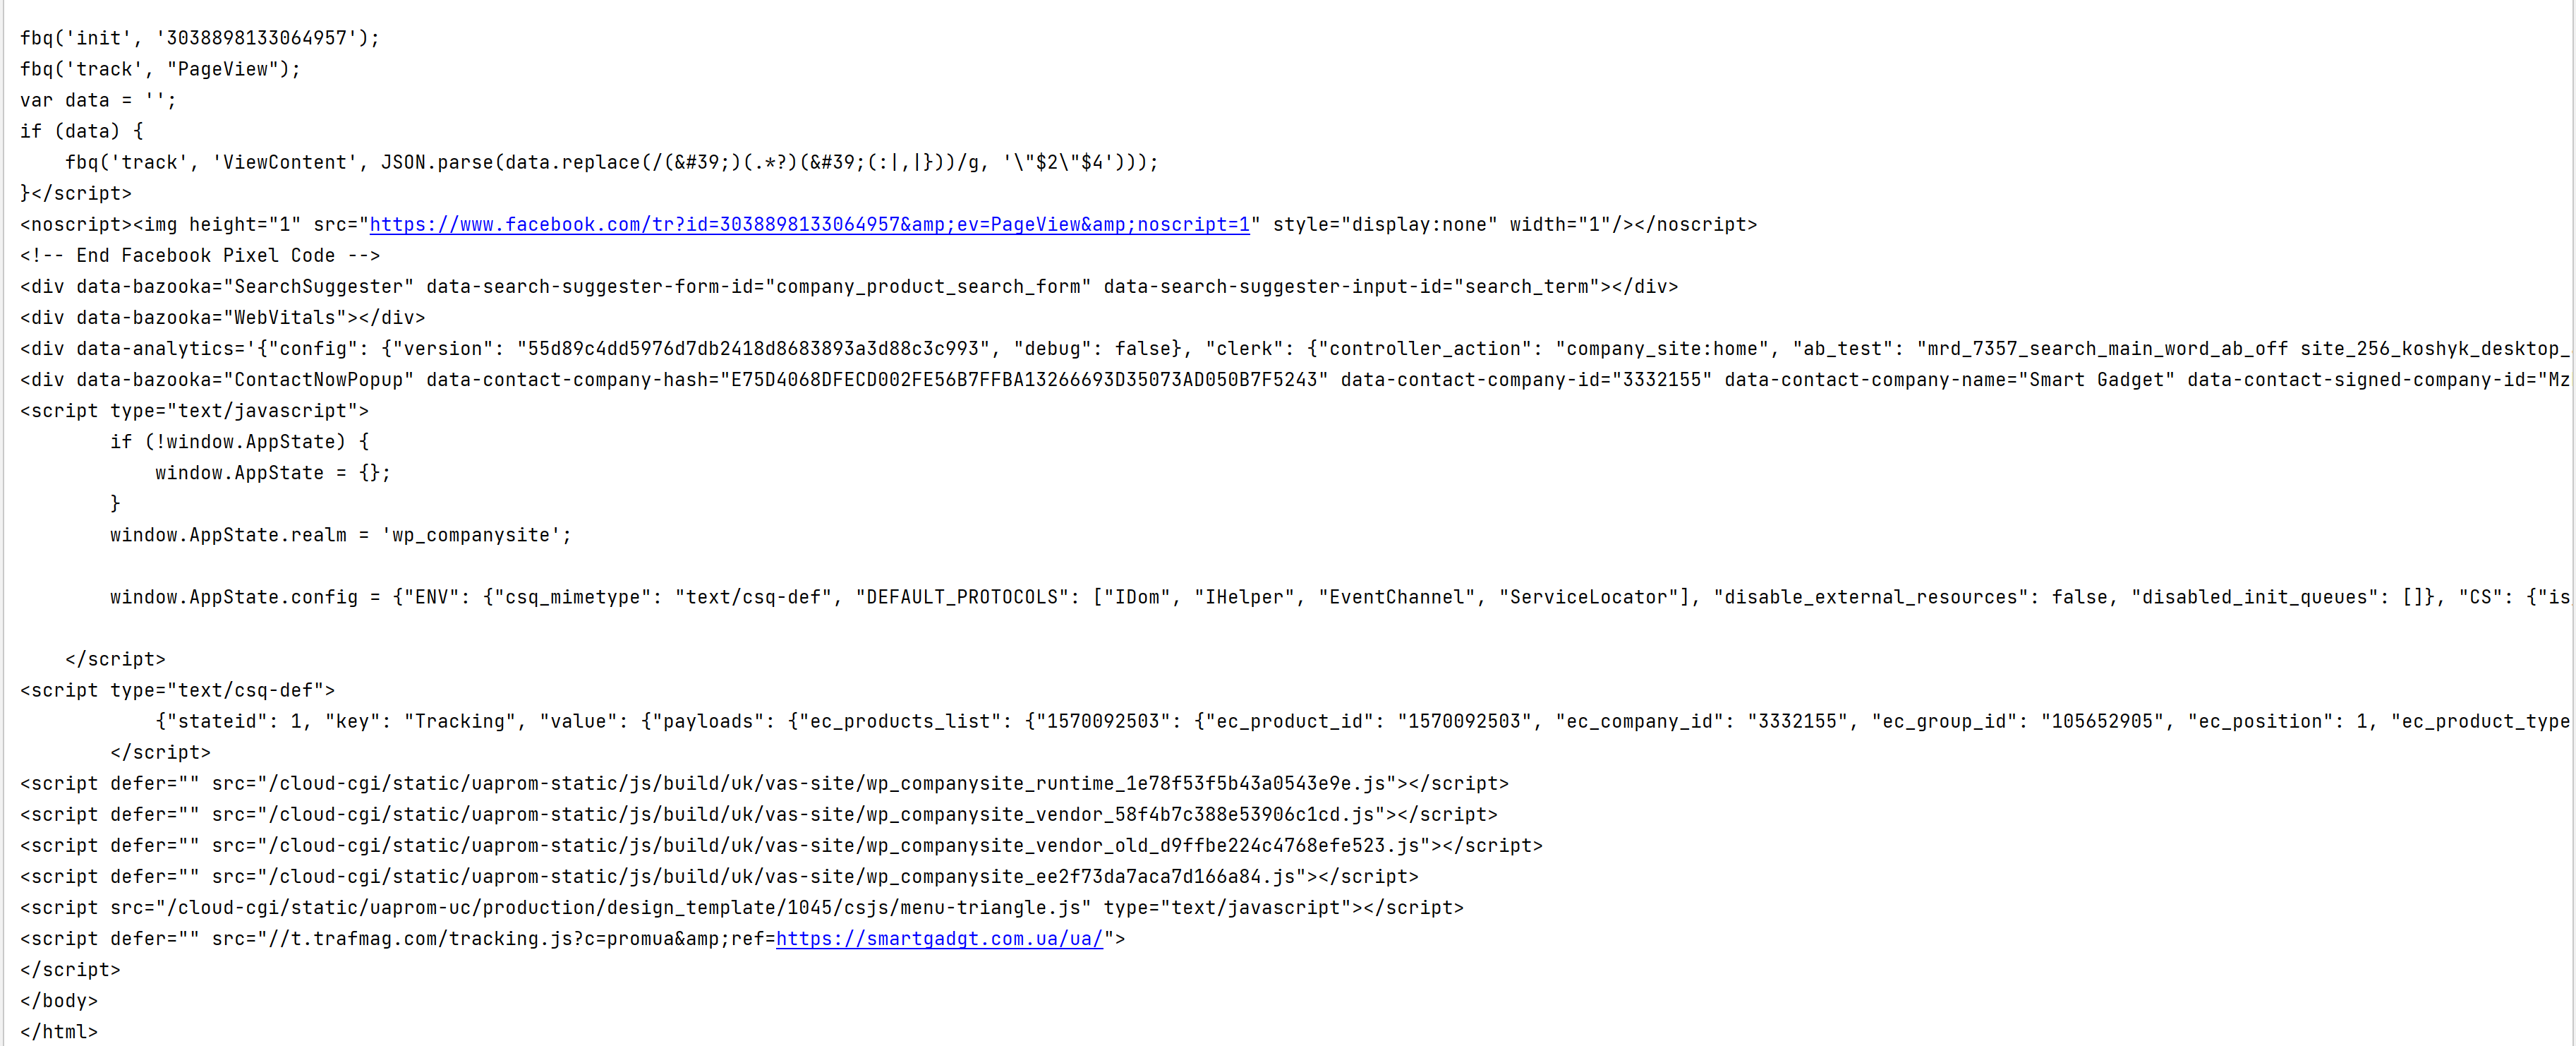 fbq('init', '3038898133064957');
fbq('track', "PageView");
var data = '';
if (data) {
    fbq('track', 'ViewContent', JSON.parse(data.replace(/(&#39;)(.*?)(&#39;(:|,|}))/g, '\"$2\"$4')));
}</script>
<noscript><img height="1" src="https://www.facebook.com/tr?id=3038898133064957&amp;ev=PageView&amp;noscript=1" style="display:none" width="1"/></noscript>
<!-- End Facebook Pixel Code -->
<div data-bazooka="SearchSuggester" data-search-suggester-form-id="company_product_search_form" data-search-suggester-input-id="search_term"></div>
<div data-bazooka="WebVitals"></div>
<div data-analytics='{"config": {"version": "55d89c4dd5976d7db2418d8683893a3d88c3c993", "debug": false}, "clerk": {"controller_action": "company_site:home", "ab_test": "mrd_7357_search_main_word_ab_off site_256_koshyk_desktop_
<div data-bazooka="ContactNowPopup" data-contact-company-hash="E75D4068DFECD002FE56B7FFBA13266693D35073AD050B7F5243" data-contact-company-id="3332155" data-contact-company-name="Smart Gadget" data-contact-signed-company-id="Mz
<script type="text/javascript">
        if (!window.AppState) {
            window.AppState = {};
        }
        window.AppState.realm = 'wp_companysite';
        window.AppState.config = {"ENV": {"csq_mimetype": "text/csq-def", "DEFAULT_PROTOCOLS": ["IDom", "IHelper", "EventChannel", "ServiceLocator"], "disable_external_resources": false, "disabled_init_queues": []}, "CS": {"is
    </script>
<script type="text/csq-def">
            {"stateid": 1, "key": "Tracking", "value": {"payloads": {"ec_products_list": {"1570092503": {"ec_product_id": "1570092503", "ec_company_id": "3332155", "ec_group_id": "105652905", "ec_position": 1, "ec_product_type
        </script>
<script defer="" src="/cloud-cgi/static/uaprom-static/js/build/uk/vas-site/wp_companysite_runtime_1e78f53f5b43a0543e9e.js"></script>
<script defer="" src="/cloud-cgi/static/uaprom-static/js/build/uk/vas-site/wp_companysite_vendor_58f4b7c388e53906c1cd.js"></script>
<script defer="" src="/cloud-cgi/static/uaprom-static/js/build/uk/vas-site/wp_companysite_vendor_old_d9ffbe224c4768efe523.js"></script>
<script defer="" src="/cloud-cgi/static/uaprom-static/js/build/uk/vas-site/wp_companysite_ee2f73da7aca7d166a84.js"></script>
<script src="/cloud-cgi/static/uaprom-uc/production/design_template/1045/csjs/menu-triangle.js" type="text/javascript"></script>
<script defer="" src="//t.trafmag.com/tracking.js?c=promua&amp;ref=https://smartgadgt.com.ua/ua/">
</script>
</body>
</html>